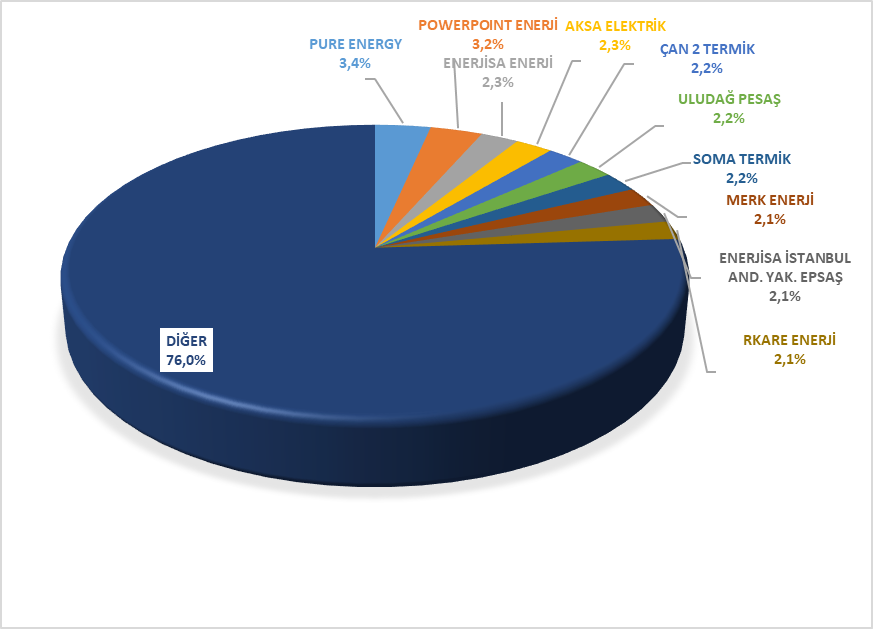 PURE ENERGY
3,4%
POWERPOINT ENERJİ
3,2%
ENERJİSA ENERJİ
2,3%
AKSA ELEKTRİK
2,3%
ÇAN 2 TERMİK
2,2%
ULUDAĞ PESAŞ
2,2%
SOMA TERMİK
2,2%
MERK ENERJİ
2,1%
ENERJİSA İSTANBUL
AND. YAK. EPSAŞ
2,1%
RKARE ENERJİ
2,1%
DİĞER
76,0%